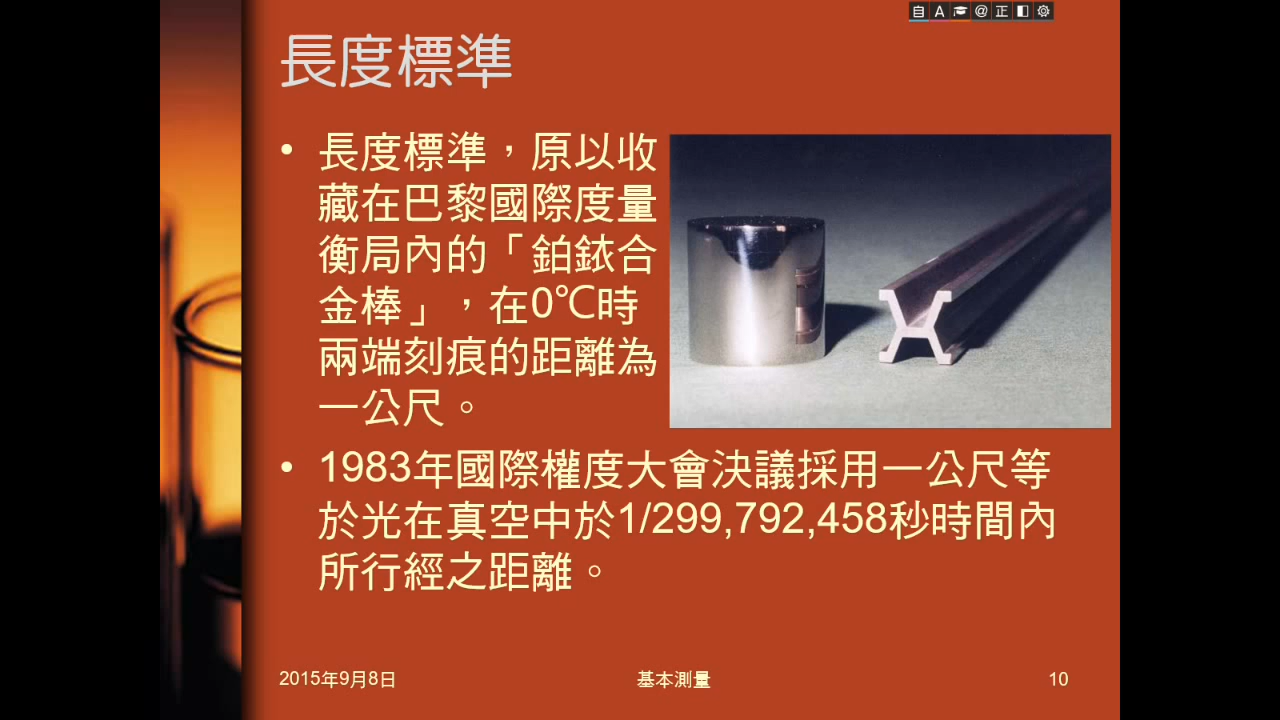 自 A @ 正
長度標準
• 長度標準，原以收
藏在巴黎國際度量
衡局內的「鉑銥合
金棒」，在0℃時
兩端刻痕的距離為
一公尺。
• 1983年國際權度大會決議採用一公尺等
於光在真空中於1/299,792,458秒時間內
所行經之距離。
2015年9月8日
基本測量
10